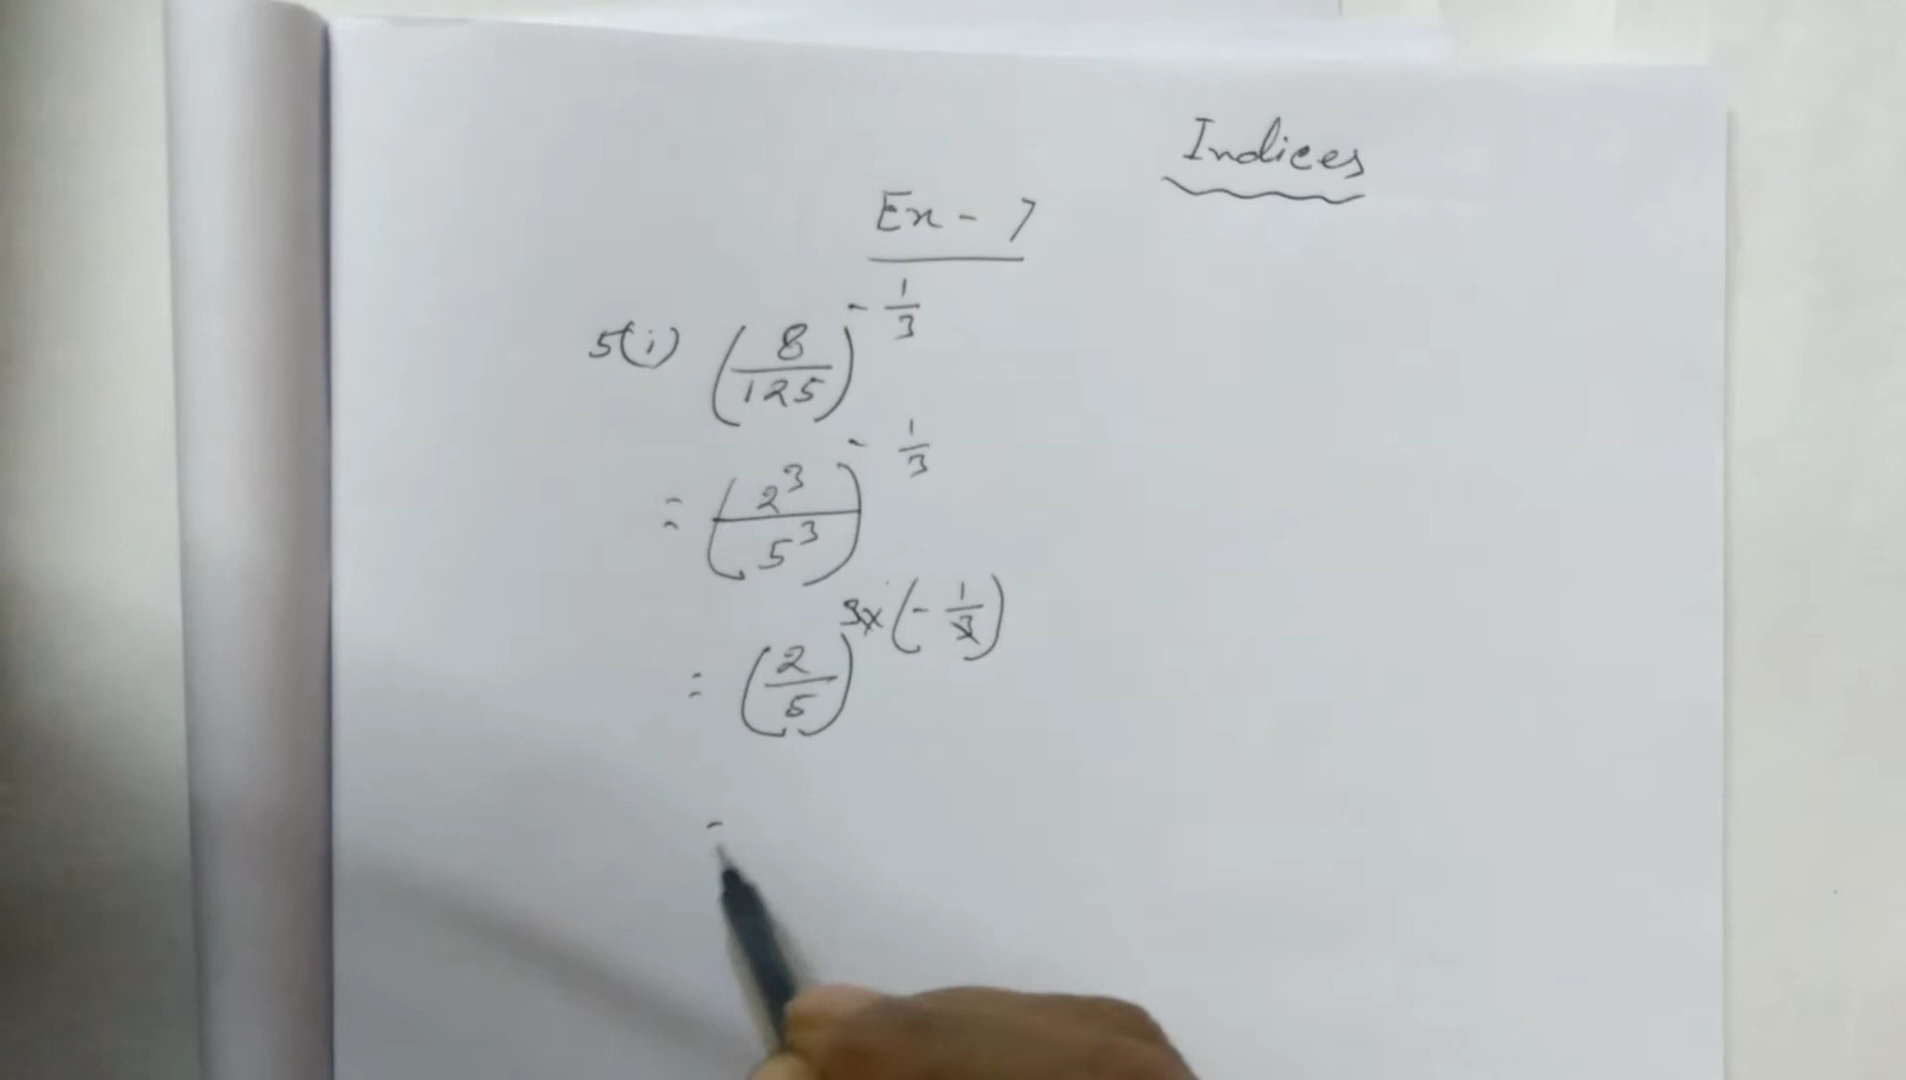 Indices
Ex - 7
5(i) (8/125)^(-1/3)
= (2^3/5^3)^(-1/3)
= (2/5)^(3×(-1/3))
=